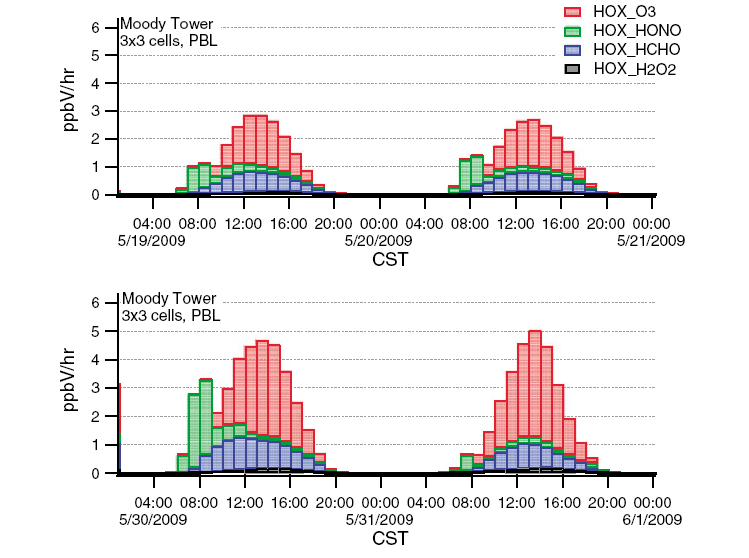 Moody Tower
3x3 cells, PBL
HOX_O3
HOX_HONO
HOX_HCHO
HOX_H2O2
ppbV/hr
6
5
4
3
2
1
0
04:00 08:00 12:00 16:00 20:00 00:00 04:00 08:00 12:00 16:00 20:00 00:00
5/19/2009 5/20/2009 5/21/2009
CST
Moody Tower
3x3 cells, PBL
ppbV/hr
6
5
4
3
2
1
0
04:00 08:00 12:00 16:00 20:00 00:00 04:00 08:00 12:00 16:00 20:00 00:00
5/30/2009 5/31/2009 6/1/2009
CST